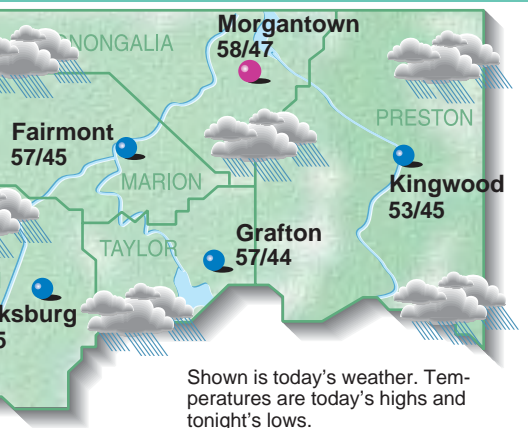 Morgantown
58/47
NONGALIA
PRESTON
Fairmont
57/45
MARION
Kingwood
53/45
Grafton
57/44
TAYLOR
ksburg
5
Shown is today's weather. Tem-
peratures are today's highs and
tonight's lows.